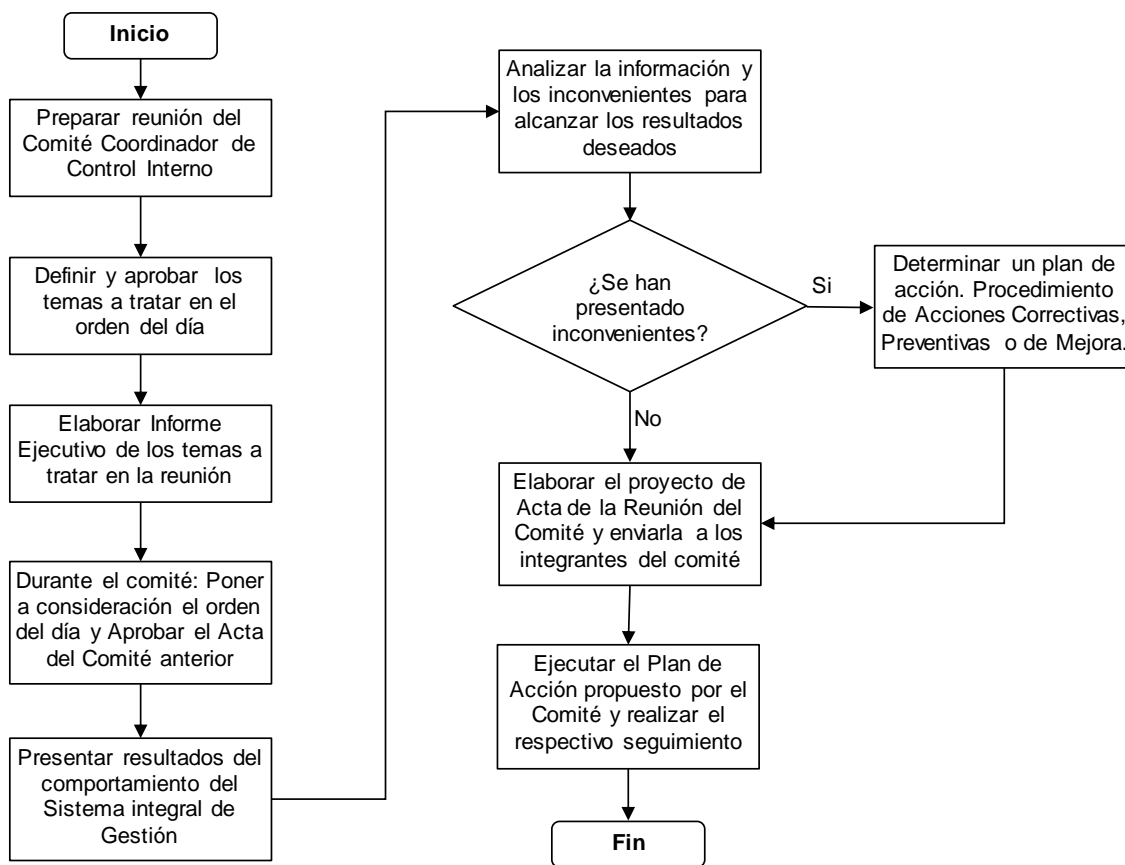 Inicio
Preparar reunión del
Comité Coordinador de
Control Interno
Definir y aprobar los
temas a tratar en el
orden del día
Elaborar Informe
Ejecutivo de los temas a
tratar en la reunión
Durante el comité: Poner
a consideración el orden
del día y Aprobar el Acta
del Comité anterior
Presentar resultados del
comportamiento del
Sistema integral de
Gestión
Analizar la información y
los inconvenientes para
alcanzar los resultados
deseados
¿Se han
presentado
inconvenientes?
Si
Determinar un plan de
acción. Procedimiento
de Acciones Correctivas,
Preventivas o de Mejora.
No
Elaborar el proyecto de
Acta de la Reunión del
Comité y enviarla a los
integrantes del comité
Ejecutar el Plan de
Acción propuesto por el
Comité y realizar el
respectivo seguimiento
Fin